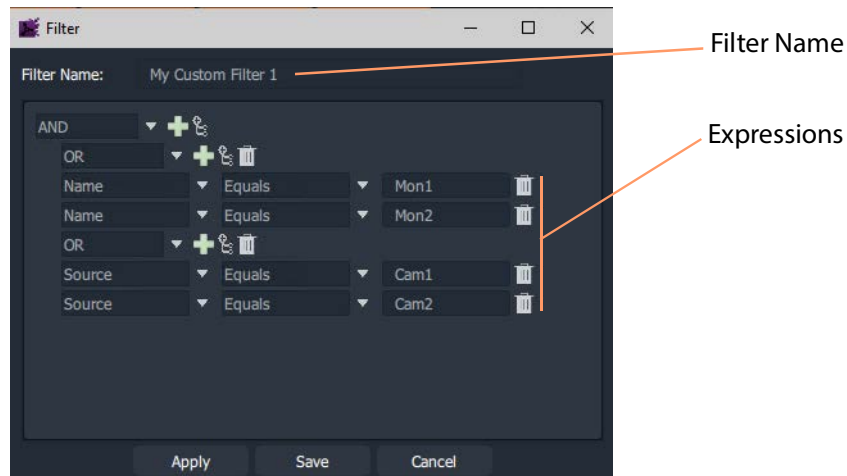 Filter
Filter Name: My Custom Filter 1
Filter Name
Expressions
AND
OR
Name Equals Mon1
Name Equals Mon2
OR
Source Equals Cam1
Source Equals Cam2
Apply Save Cancel